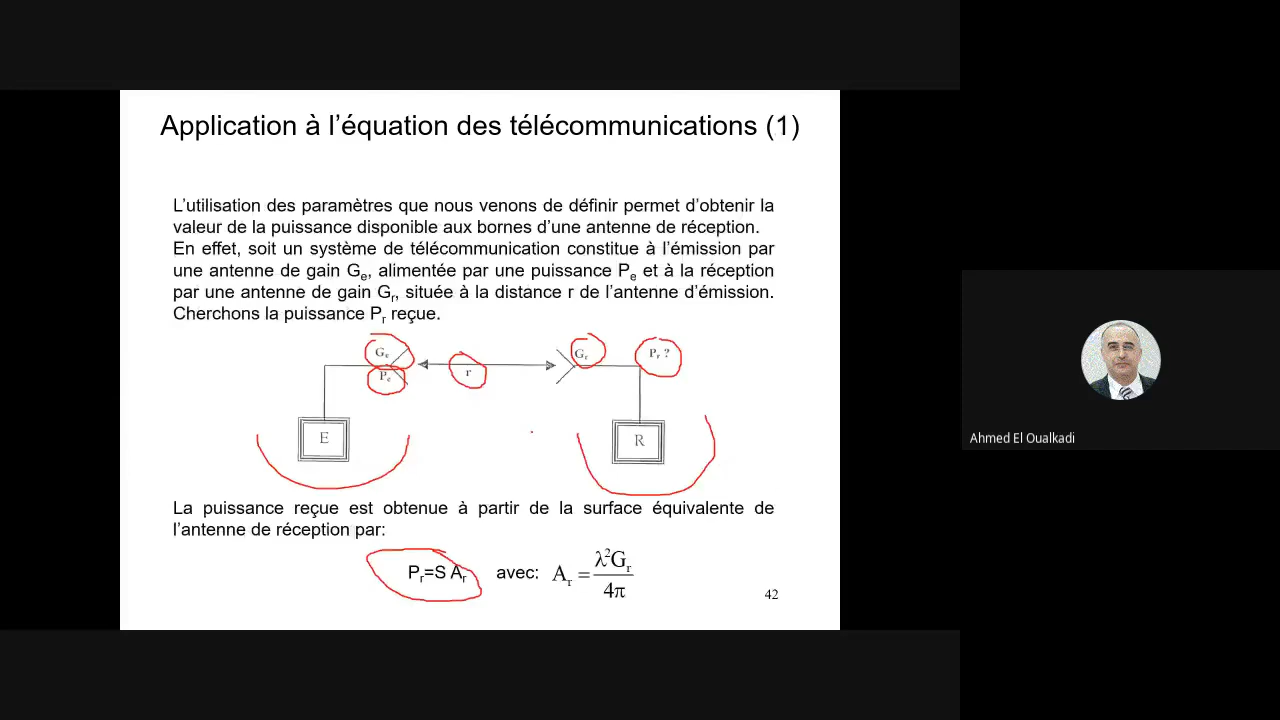 Application à l’équation des télécommunications (1)
L’utilisation des paramètres que nous venons de définir permet d’obtenir la
valeur de la puissance disponible aux bornes d’une antenne de réception.
En effet, soit un système de télécommunication constitue à l’émission par
une antenne de gain Ge, alimentée par une puissance Pe et à la réception
par une antenne de gain Gr, située à la distance r de l’antenne d’émission.
Cherchons la puissance Pr reçue.
Ge Gr Pr ?
Pe r
E R
La puissance reçue est obtenue à partir de la surface équivalente de
l’antenne de réception par:
Pr=S Ar avec: Ar = λ²Gr / 4π
42
Ahmed El Oualkadi